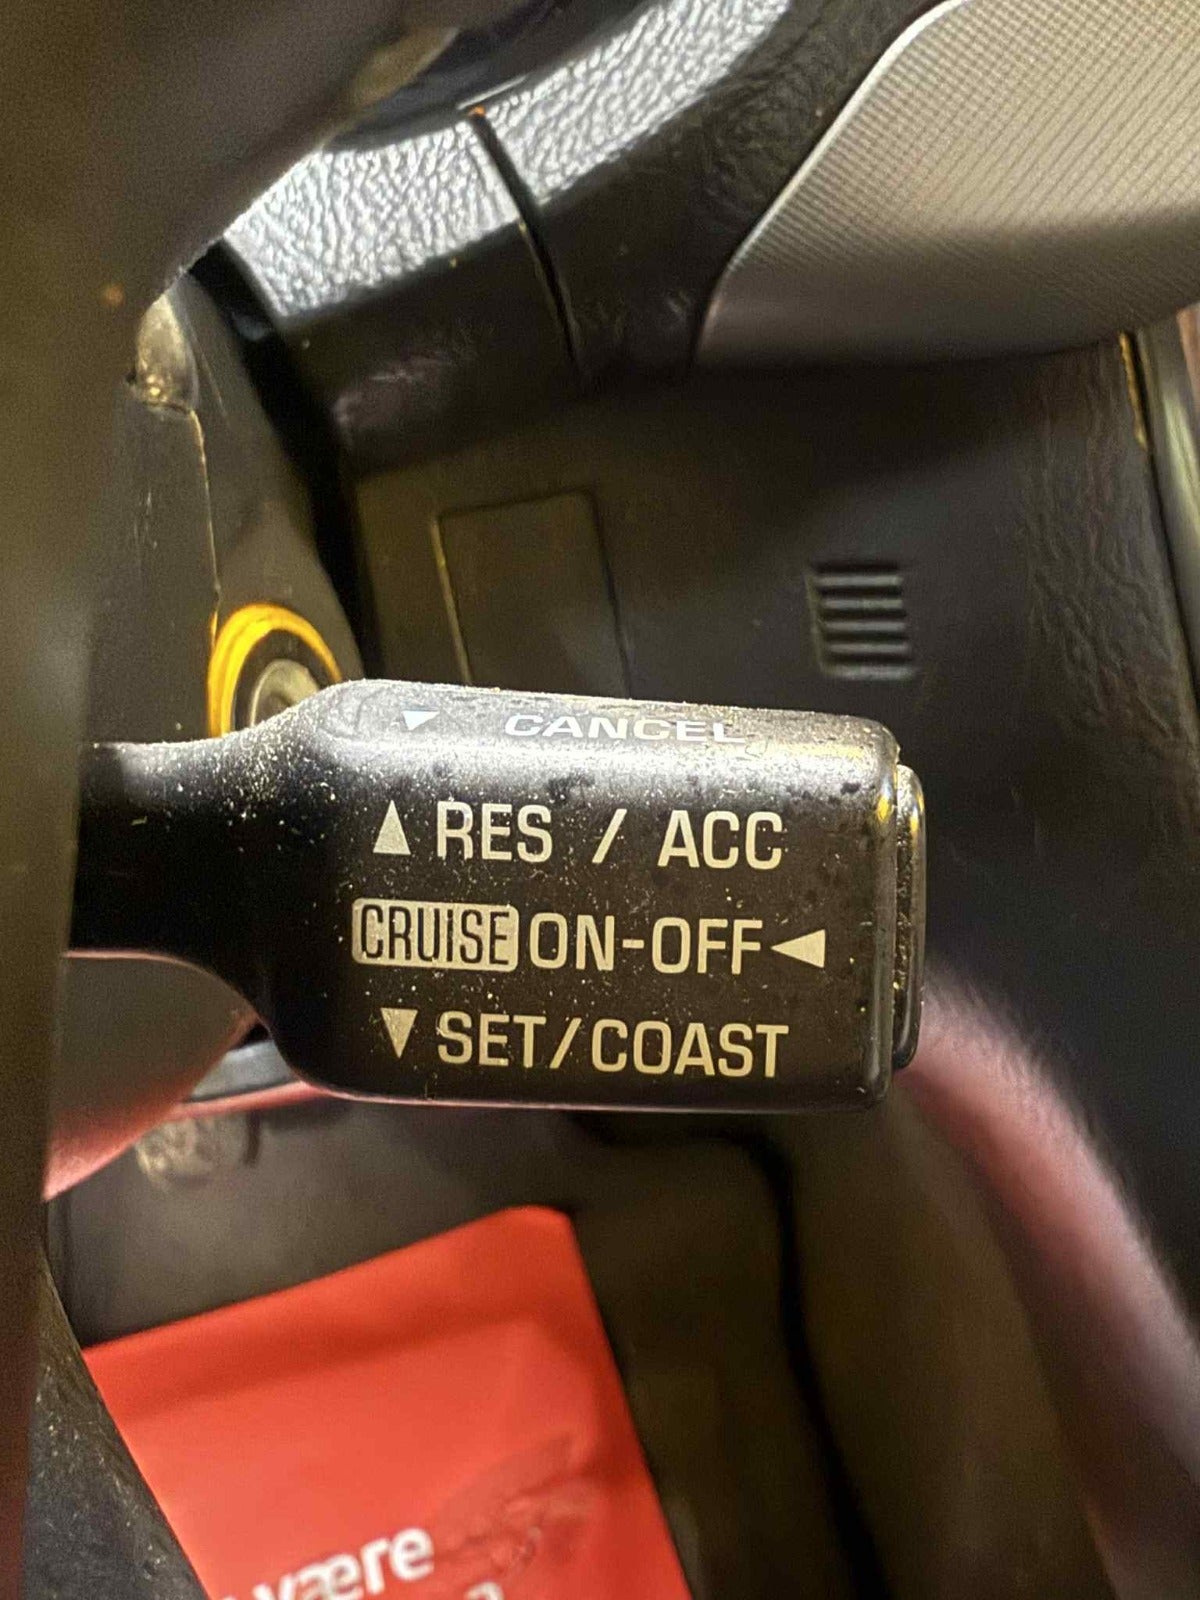 CANCEL
RES / ACC
CRUISE ON-OFF
SET/COAST
være